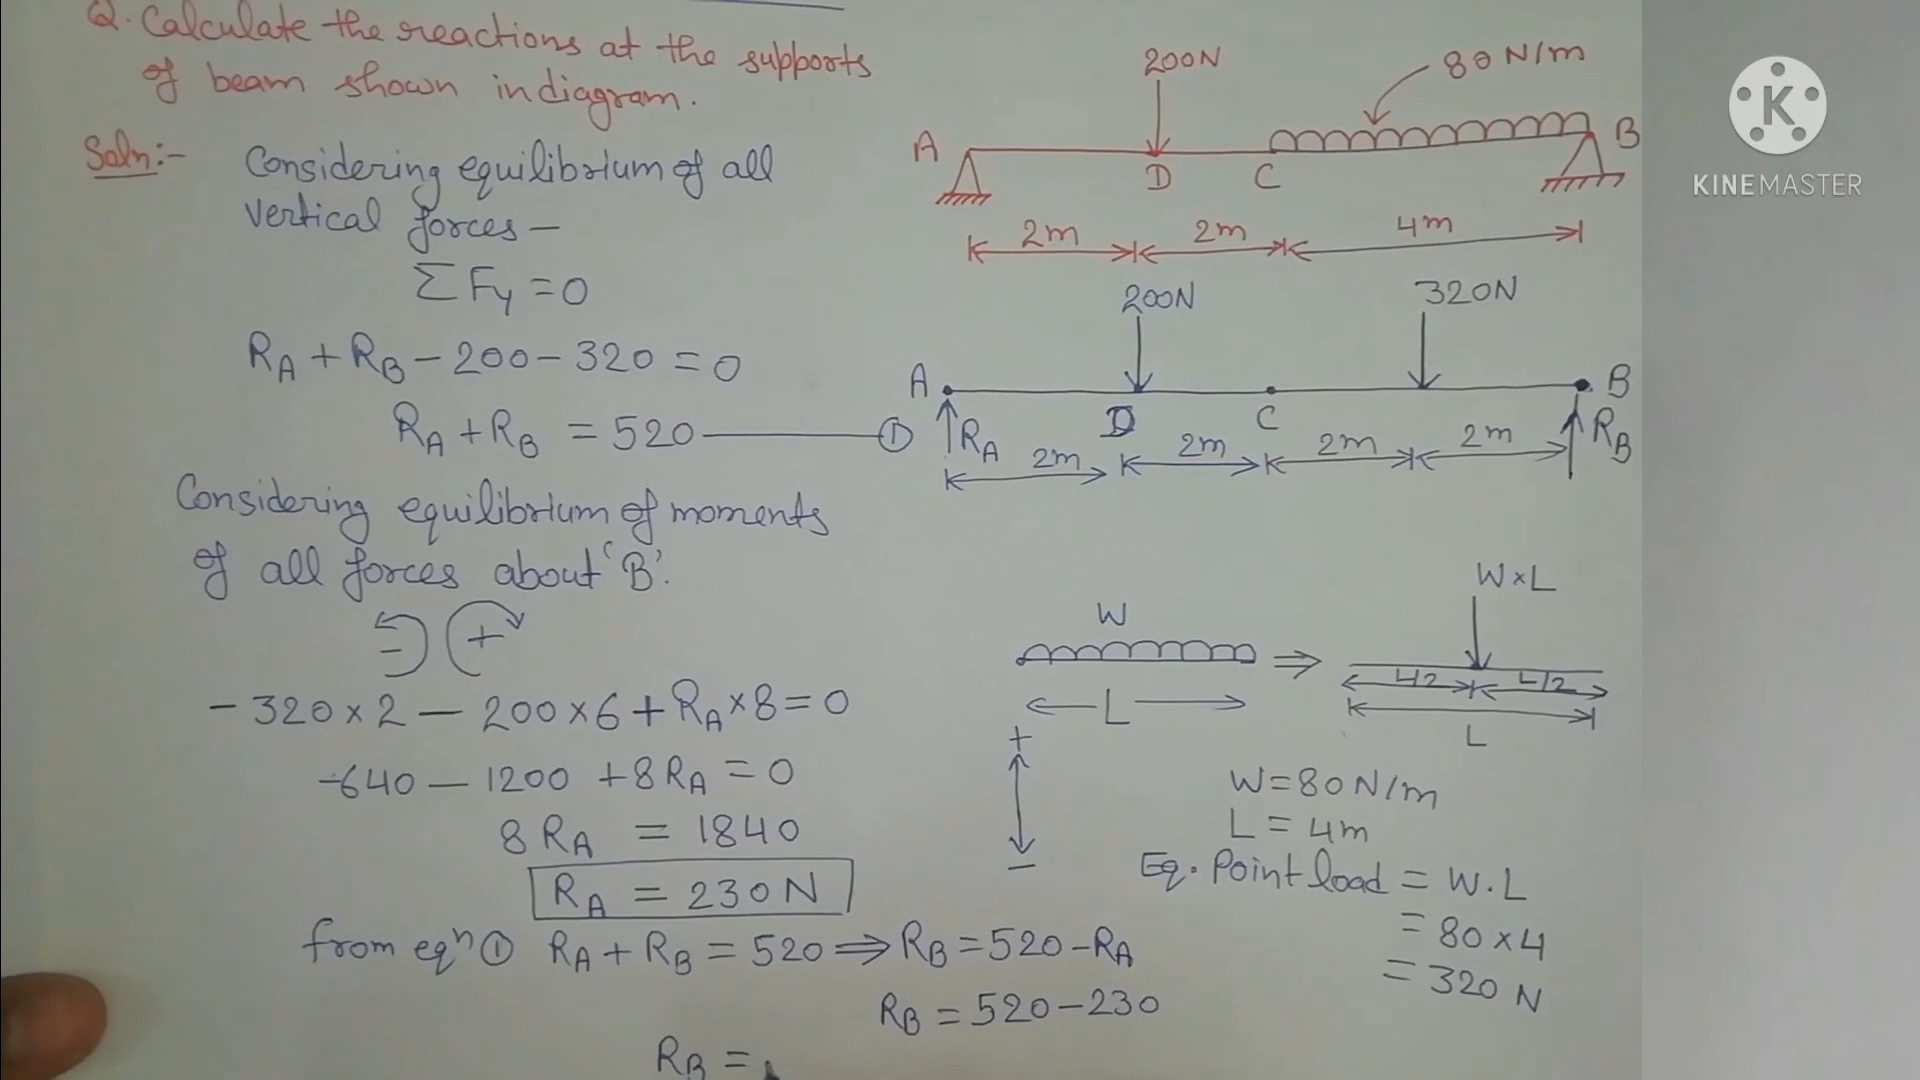 Q. Calculate the reactions at the supports
of beam shown in diagram.
Soln:-
Considering equilibrium of all
vertical forces –
ΣFy = 0
RA + RB – 200 – 320 = 0
RA + RB = 520 ——— ①
Considering equilibrium of moments
of all forces about 'B'.
– +
– 320 × 2 – 200 × 6 + RA × 8 = 0
-640 – 1200 + 8RA = 0
8 RA = 1840
RA = 230 N
from eqn ① RA + RB = 520 ⇒ RB = 520 – RA
RB = 520 – 230
RB =
200N
80 N/m
A
D
C
B
2m
2m
4m
200N
320N
A
D
C
B
RA
RB
2m
2m
2m
2m
W
⇒
L
W×L
L/2
L/2
L
+
–
W = 80 N/m
L = 4m
Eq. Point load = W.L
= 80 × 4
= 320 N
K
KINEMASTER